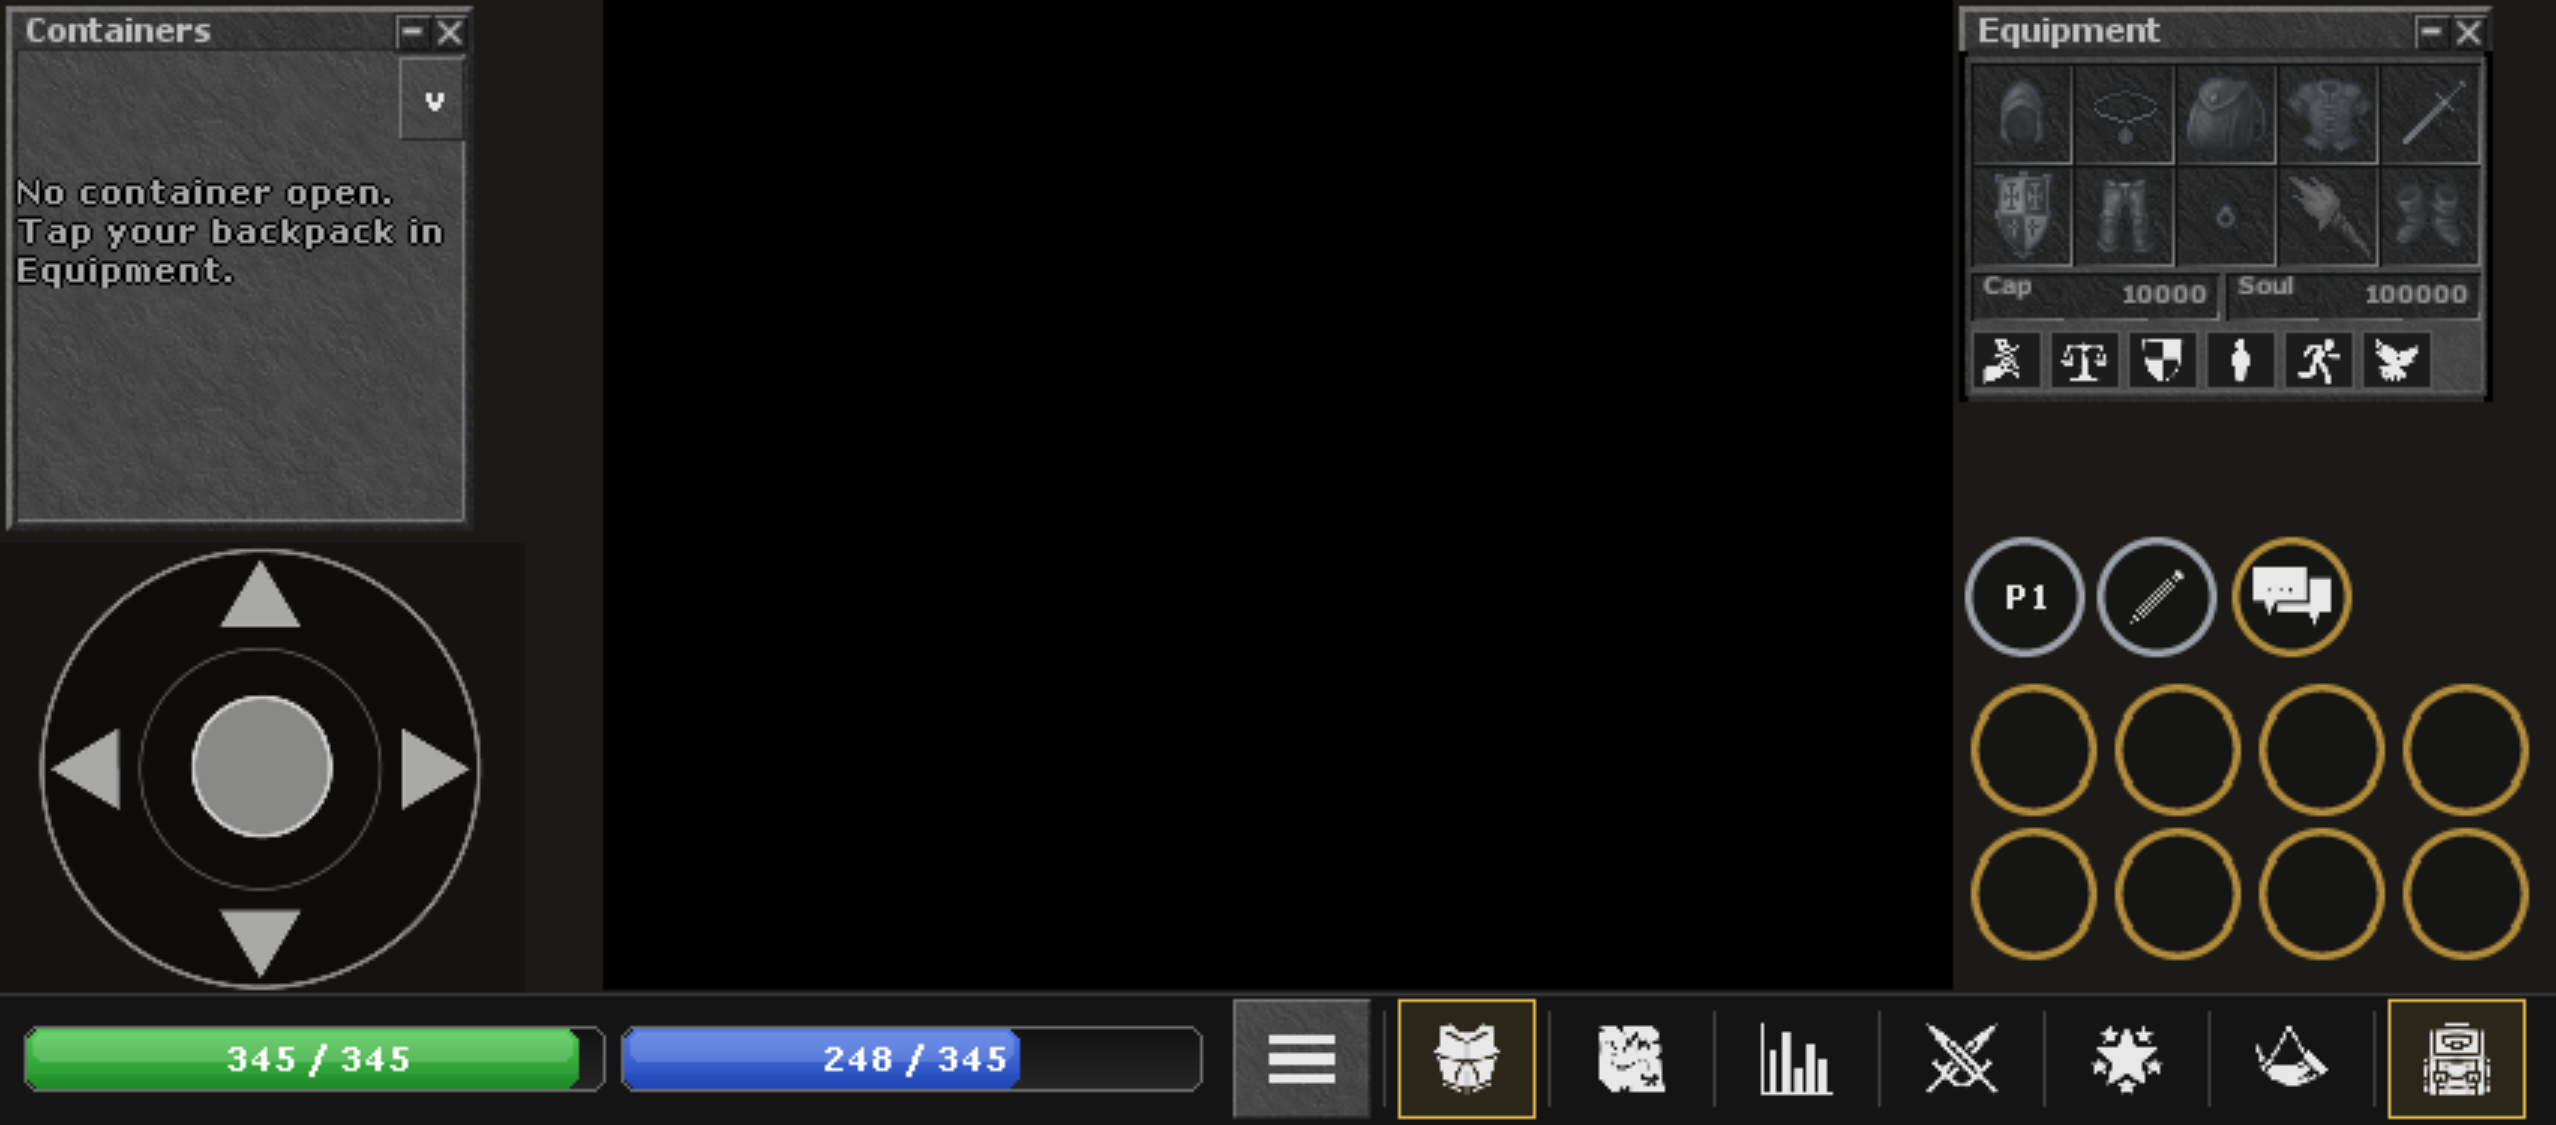 Containers
v
No container open.
Tap your backpack in
Equipment.
Equipment
Cap 10000 Soul 100000
P1
345 / 345 248 / 345